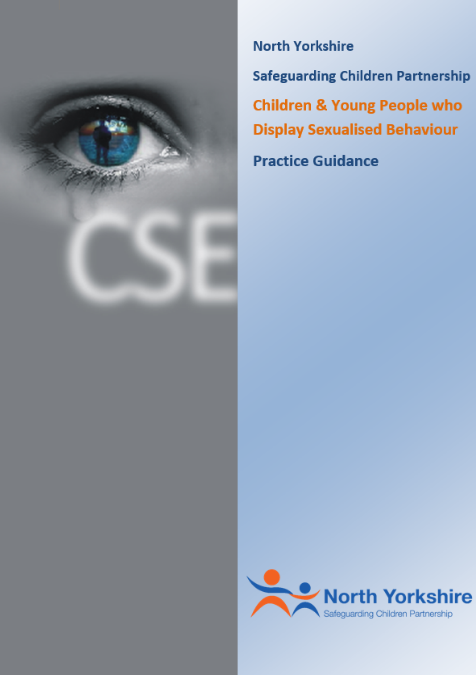 North Yorkshire
Safeguarding Children Partnership
Children & Young People who
Display Sexualised Behaviour
Practice Guidance
CSE
North Yorkshire
Safeguarding Children Partnership